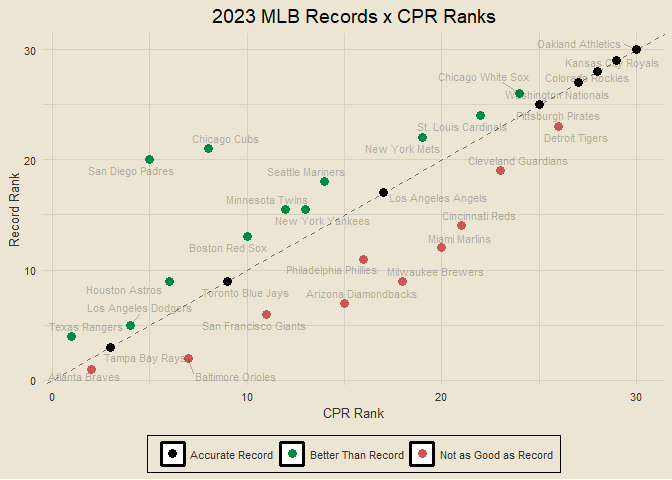 2023 MLB Records x CPR Ranks
30
20
10
0
Record Rank
Oakland Athletics
Kansas City Royals
Chicago White Sox
Colorado Rockies
Washington Nationals
Pittsburgh Pirates
St. Louis Cardinals
Detroit Tigers
Chicago Cubs
New York Mets
San Diego Padres
Cleveland Guardians
Seattle Mariners
Minnesota Twins
Los Angeles Angels
New York Yankees
Cincinnati Reds
Miami Marlins
Boston Red Sox
Philadelphia Phillies
Milwaukee Brewers
Houston Astros
Toronto Blue Jays
Arizona Diamondbacks
Los Angeles Dodgers
Texas Rangers
San Francisco Giants
Tampa Bay Rays
Atlanta Braves
Baltimore Orioles
0 10 20 30
CPR Rank
Accurate Record Better Than Record Not as Good as Record